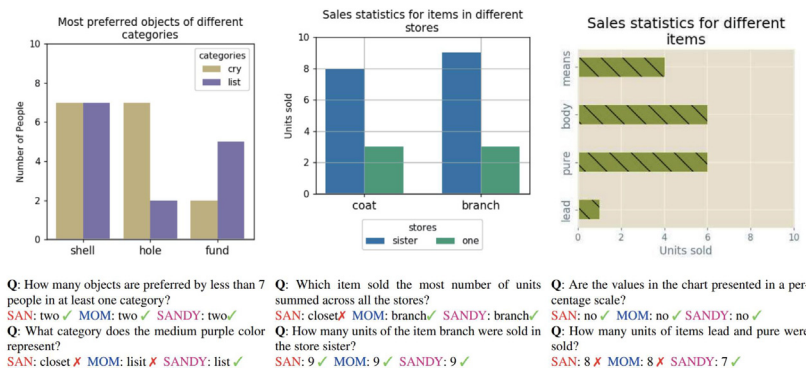 Most preferred objects of different
categories
10
8
6
4
2
0
Number of People
categories
cry
list
shell hole fund
Sales statistics for items in different
stores
10
8
6
4
2
0
Units sold
coat branch
stores
sister one
Sales statistics for different
items
means
body
pure
lead
0 2 4 6 8 10
Units sold
Q: How many objects are preferred by less than 7
people in at least one category?
SAN: two ✓ MOM: two ✓ SANDY: two ✓
Q: What category does the medium purple color
represent?
SAN: closet ✗ MOM: lisit ✗ SANDY: list ✓
Q: Which item sold the most number of units
summed across all the stores?
SAN: closet ✗ MOM: branch ✓ SANDY: branch ✓
Q: How many units of the item branch were sold in
the store sister?
SAN: 9 ✓ MOM: 9 ✓ SANDY: 9 ✓
Q: Are the values in the chart presented in a per-
centage scale?
SAN: no ✓ MOM: no ✓ SANDY: no ✓
Q: How many units of items lead and pure were
sold?
SAN: 8 ✗ MOM: 8 ✗ SANDY: 7 ✓